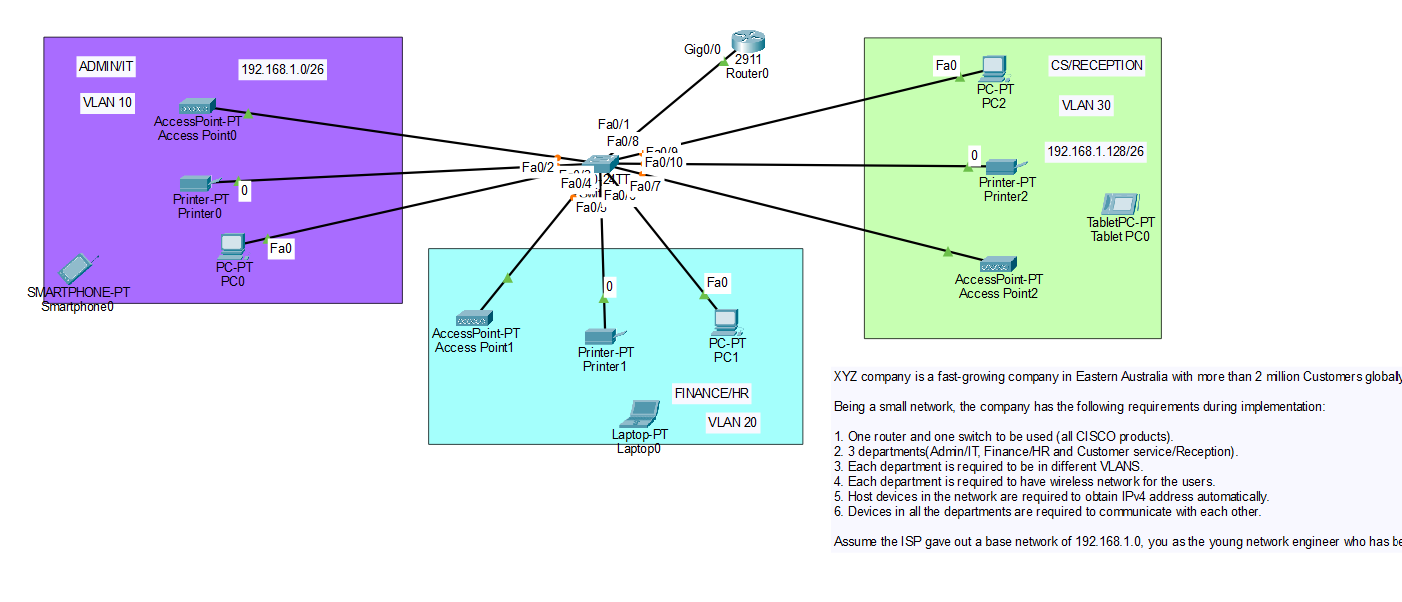 ADMIN/IT
192.168.1.0/26
VLAN 10
AccessPoint-PT
Access Point0
Printer-PT
Printer0
0
PC-PT
PC0
Fa0
SMARTPHONE-PT
Smartphone0
Gig0/0
2911
Router0
Fa0/1
Fa0/8
Fa0/9
Fa0/10
Fa0/2
Fa0/4
Fa0/7
Fa0/5
24TT
AccessPoint-PT
Access Point1
0
Printer-PT
Printer1
Fa0
PC-PT
PC1
FINANCE/HR
VLAN 20
Laptop-PT
Laptop0
Fa0
PC-PT
PC2
CS/RECEPTION
VLAN 30
192.168.1.128/26
0
Printer-PT
Printer2
TabletPC-PT
Tablet PC0
AccessPoint-PT
Access Point2
XYZ company is a fast-growing company in Eastern Australia with more than 2 million Customers globally
Being a small network, the company has the following requirements during implementation:
1. One router and one switch to be used (all CISCO products).
2. 3 departments(Admin/IT, Finance/HR and Customer service/Reception).
3. Each department is required to be in different VLANS.
4. Each department is required to have wireless network for the users.
5. Host devices in the network are required to obtain IPv4 address automatically.
6. Devices in all the departments are required to communicate with each other.
Assume the ISP gave out a base network of 192.168.1.0, you as the young network engineer who has be